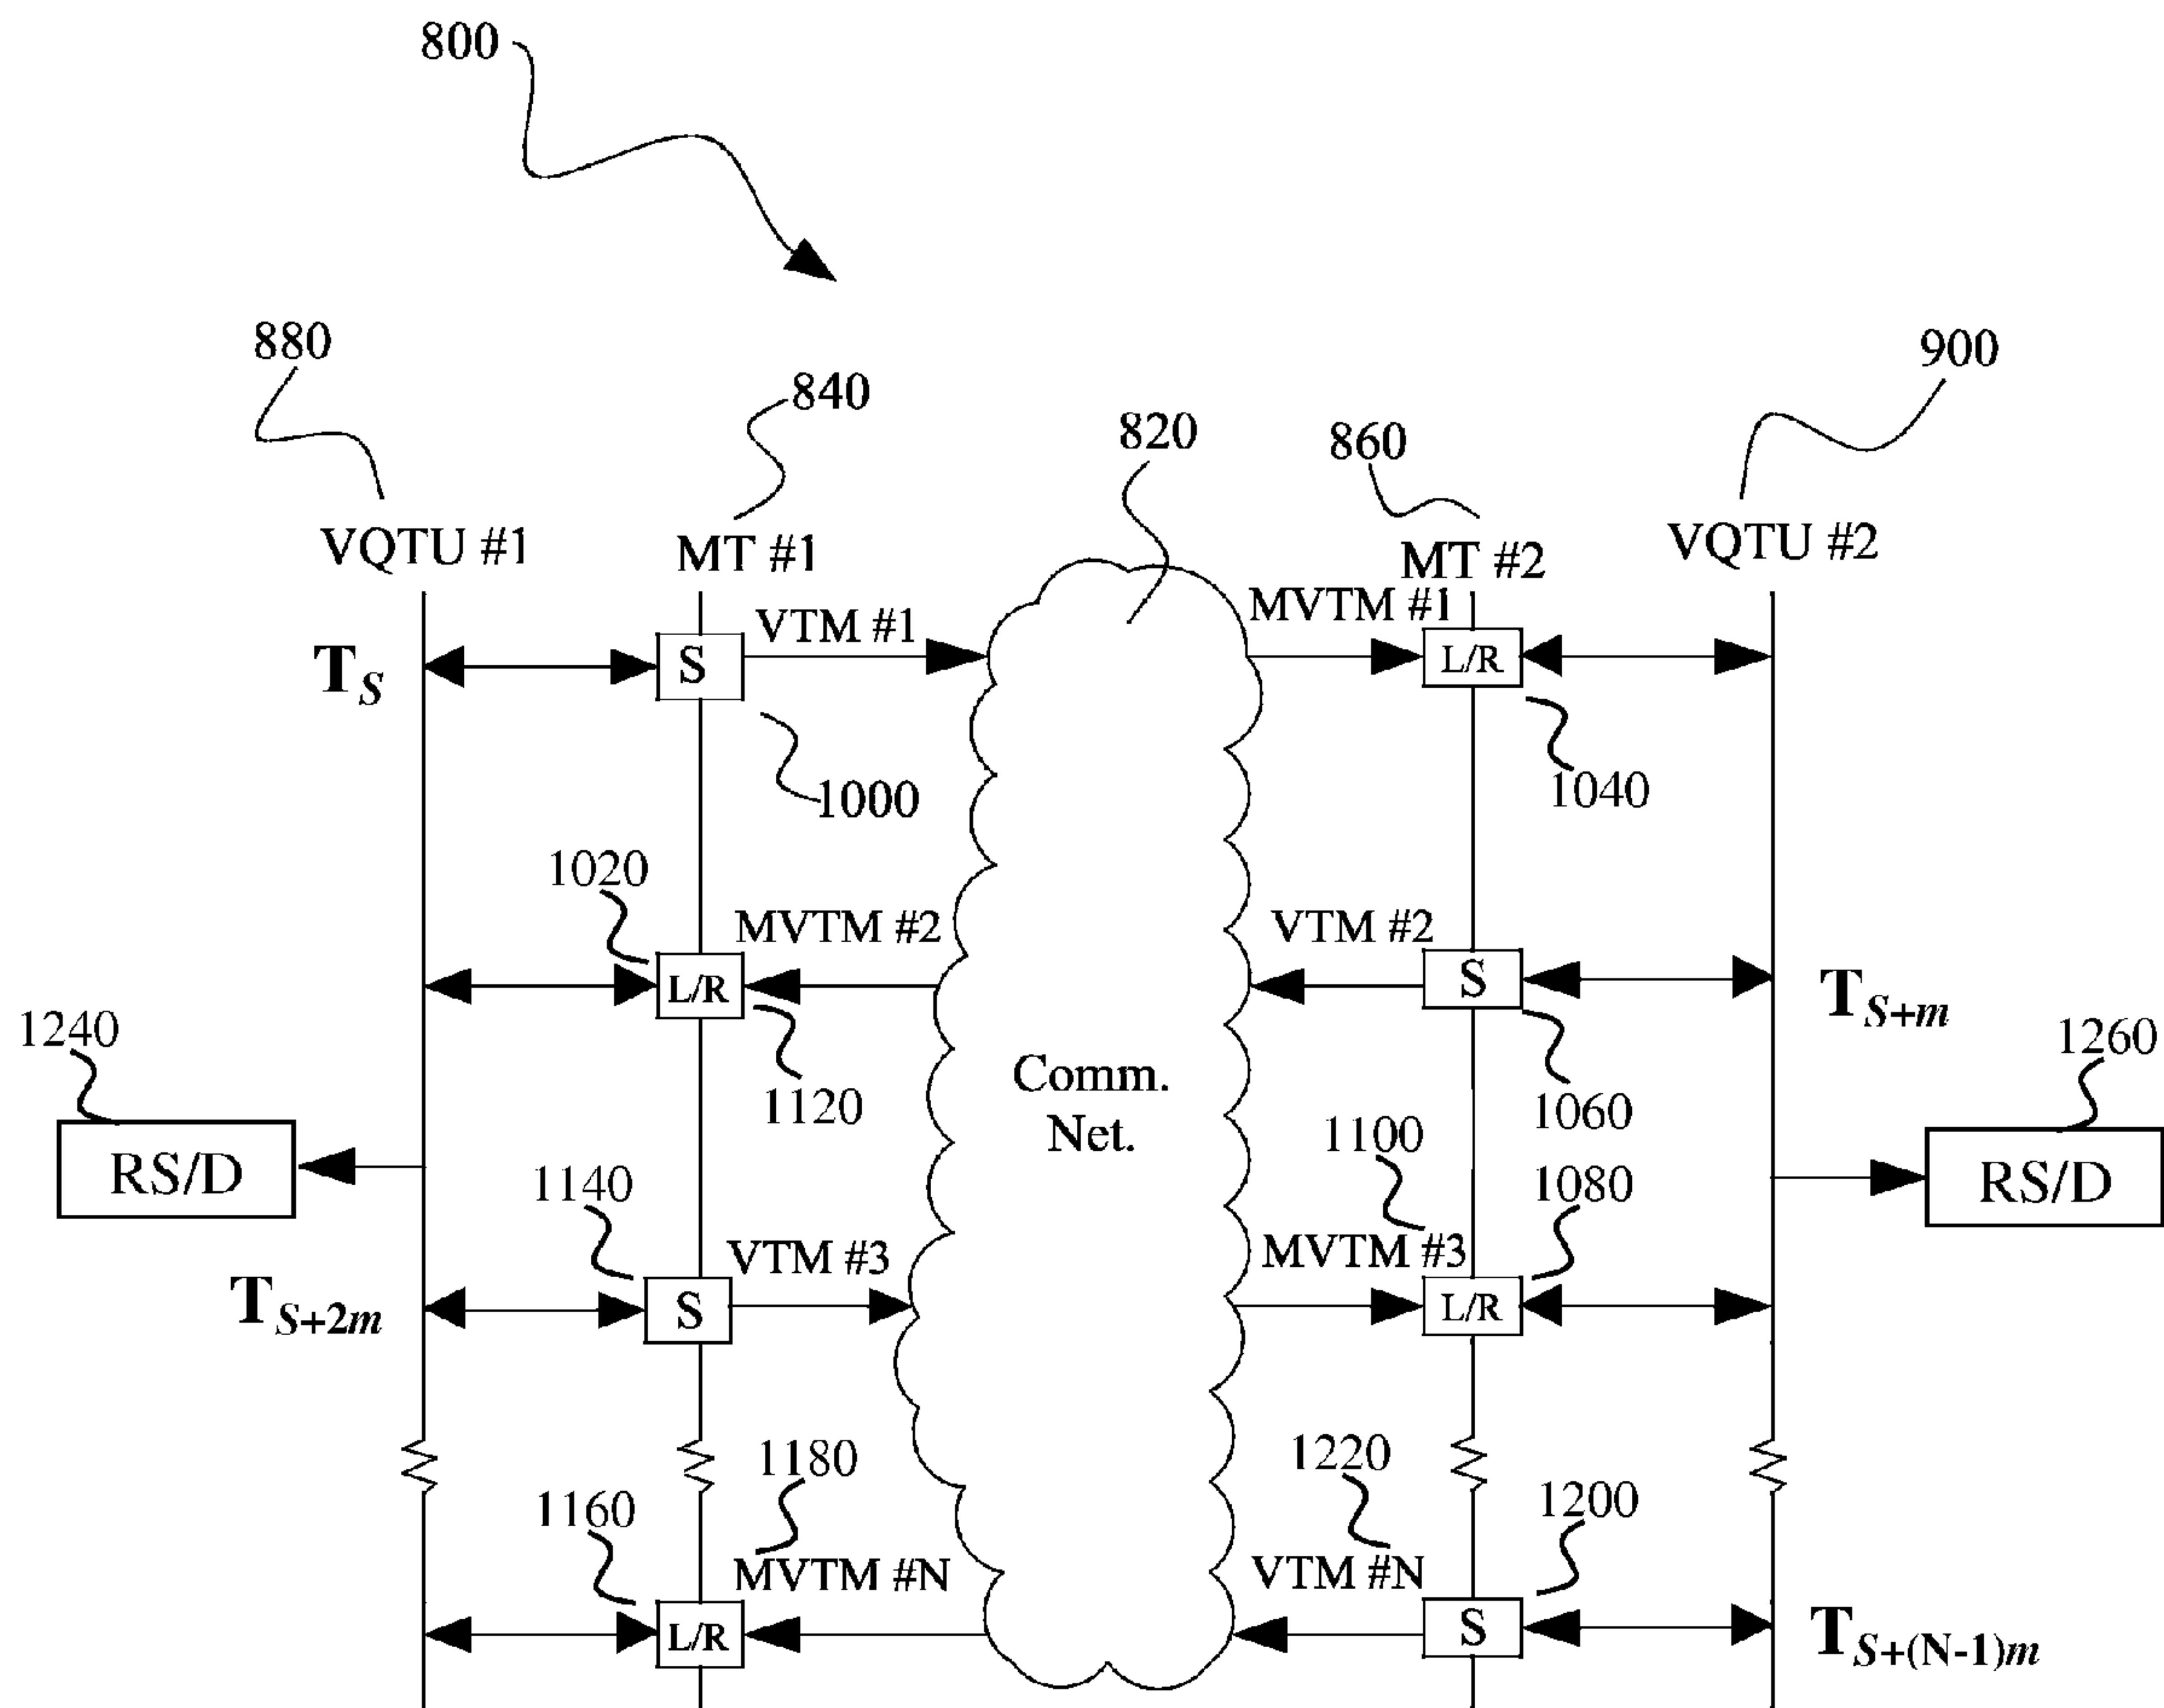 800
880
900
840
820
860
VQTU #1
MT #1
MT #2
VQTU #2
VTM #1
MVTM #1
T_S
S
L/R
1000
1040
1020
MVTM #2
VTM #2
L/R
S
T_S+m
1240
1260
1120
1060
Comm.
Net.
1100
RS/D
RS/D
1140
1080
VTM #3
MVTM #3
T_S+2m
S
L/R
1180
1220
1160
1200
MVTM #N
VTM #N
L/R
S
T_S+(N-1)m